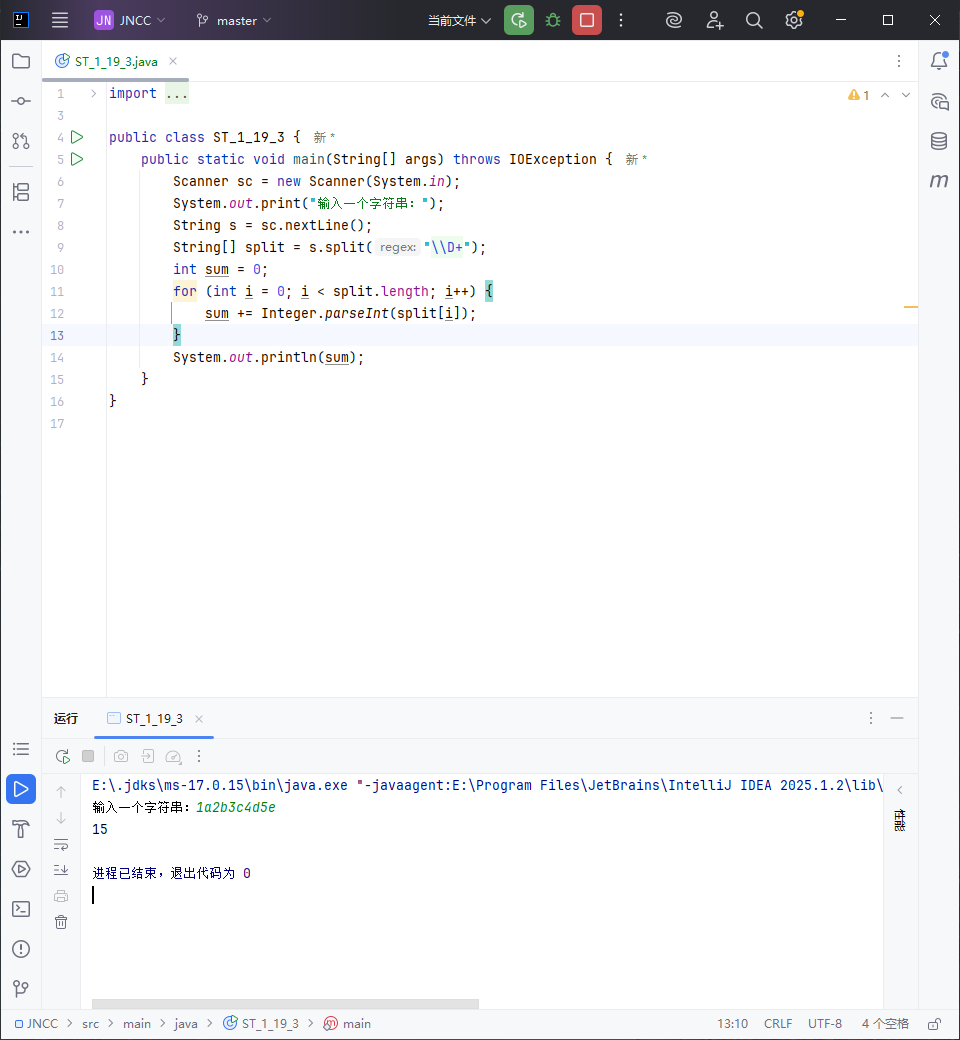 JN JNCC master 当前文件
ST_1_19_3.java
1 import ...
3
4 public class ST_1_19_3 { 新 *
5 public static void main(String[] args) throws IOException { 新 *
6 Scanner sc = new Scanner(System.in);
7 System.out.print("输入一个字符串：");
8 String s = sc.nextLine();
9 String[] split = s.split( regex: "\\D+");
10 int sum = 0;
11 for (int i = 0; i < split.length; i++) {
12 sum += Integer.parseInt(split[i]);
13 }
14 System.out.println(sum);
15 }
16 }
17
1
m
运行 ST_1_19_3
E:\.jdks\ms-17.0.15\bin\java.exe "-javaagent:E:\Program Files\JetBrains\IntelliJ IDEA 2025.1.2\lib\
输入一个字符串：1a2b3c4d5e
15
进程已结束，退出代码为 0
性能
JNCC > src > main > java > ST_1_19_3 > main 13:10 CRLF UTF-8 4 个空格